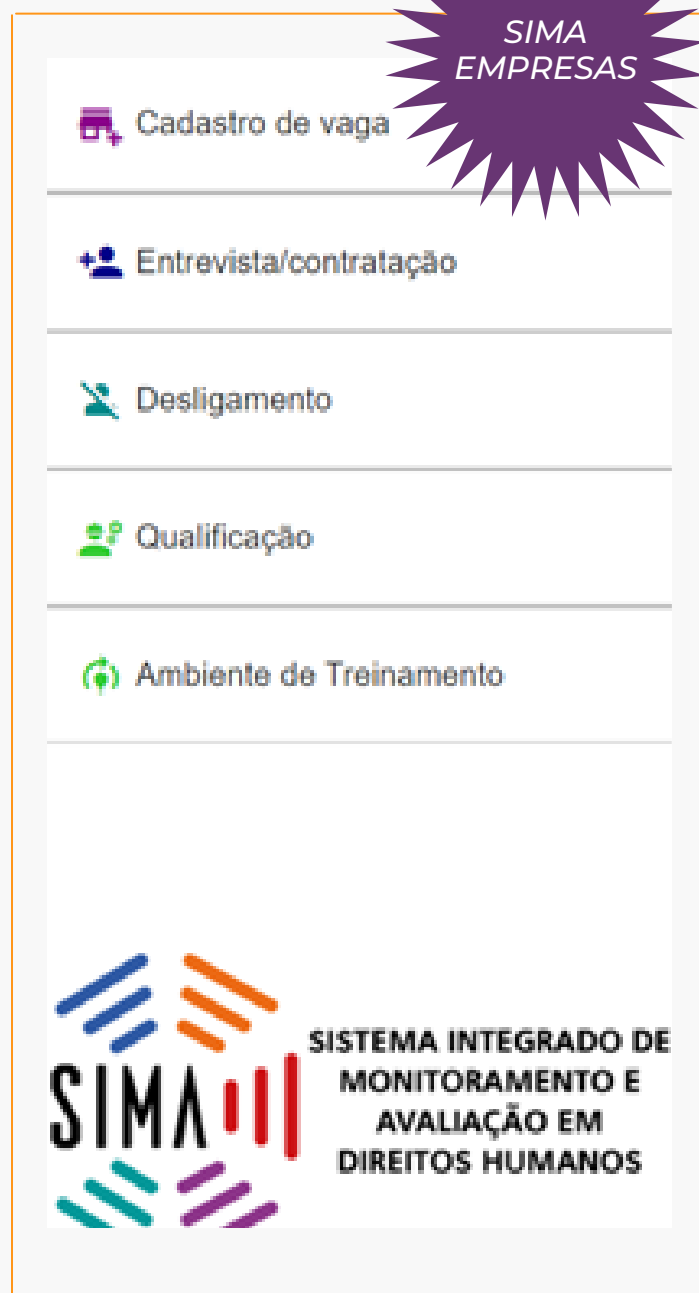 SIMA
EMPRESAS
Cadastro de vaga
Entrevista/contratação
Desligamento
Qualificação
Ambiente de Treinamento
SIMA
SISTEMA INTEGRADO DE
MONITORAMENTO E
AVALIAÇÃO EM
DIREITOS HUMANOS